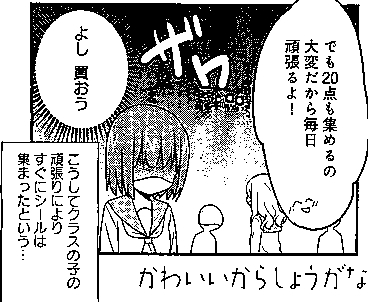 でも20点も集めるの
大変だから毎日
頑張るよ!
ザワ
よし 買おう
こうしてクラスの子の
頑張りにより
すぐにシールは
集まったという…
かわいいからしょうがな